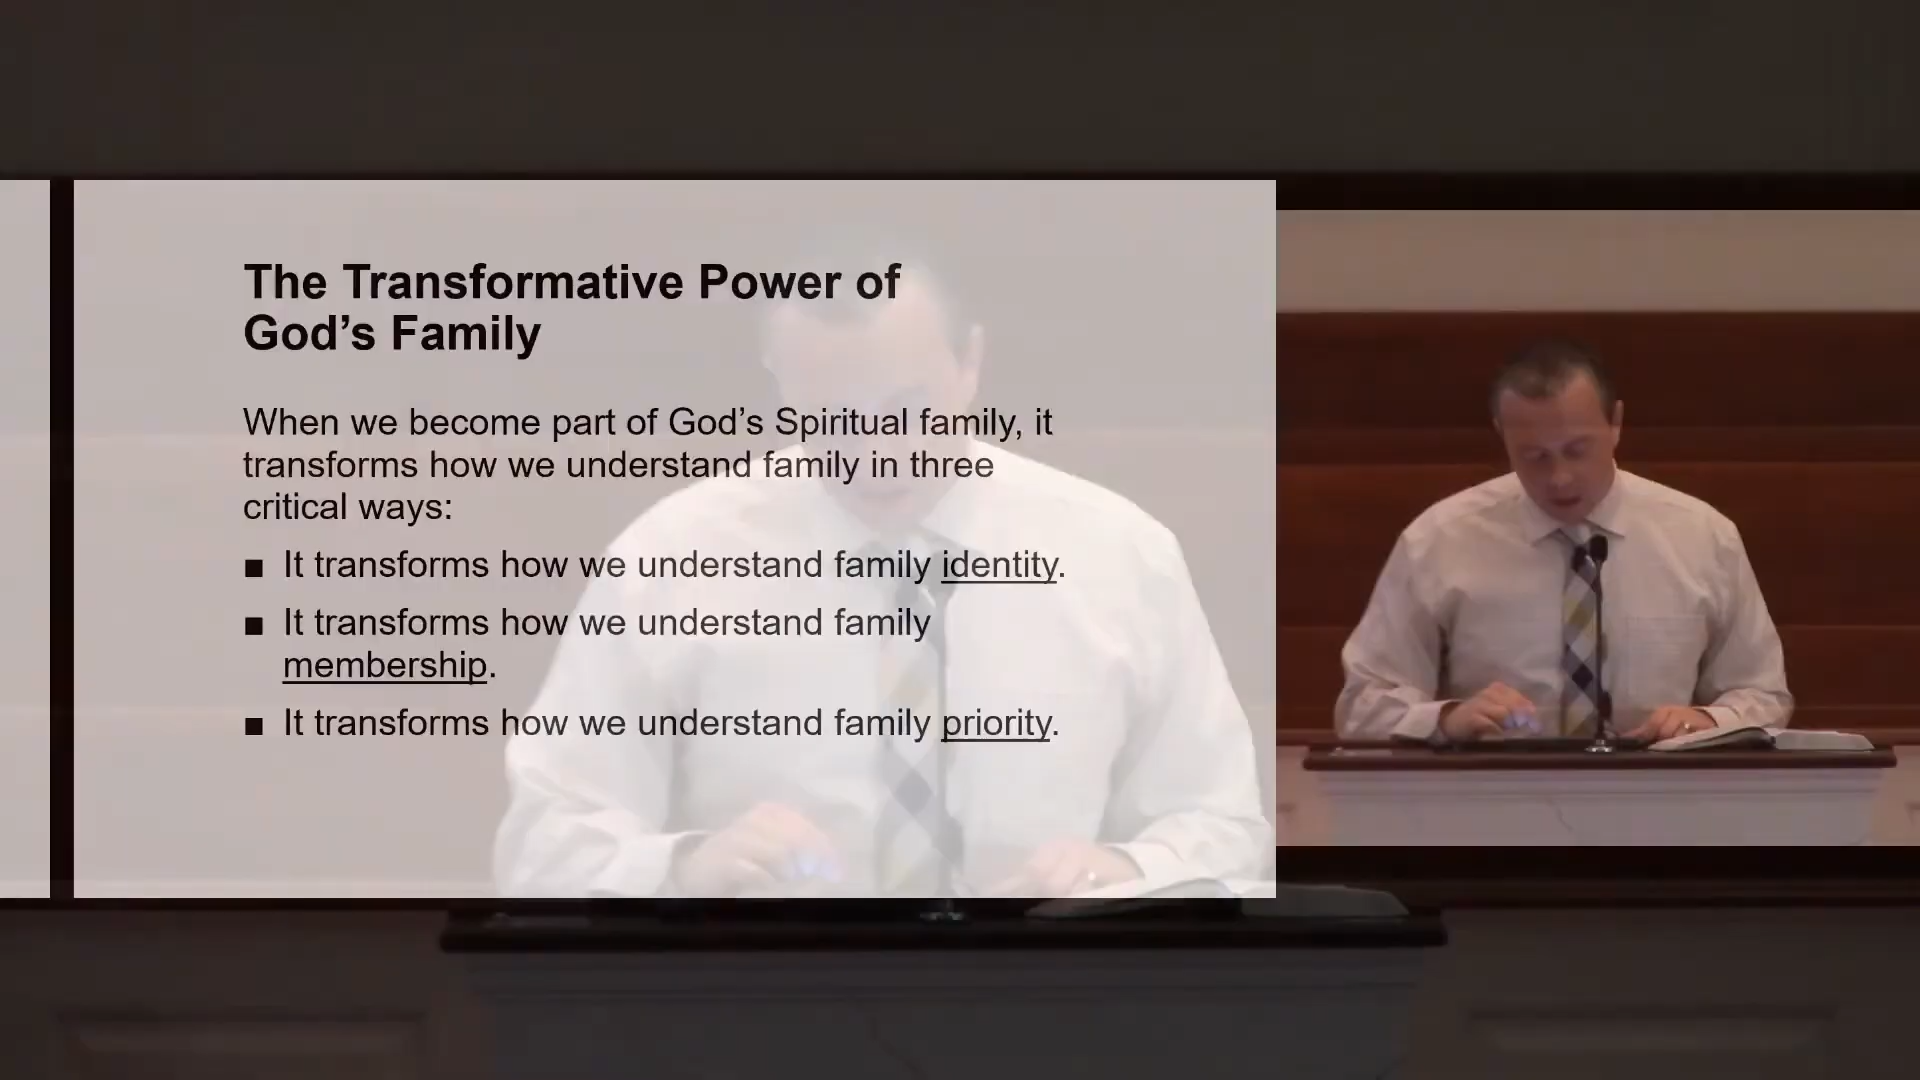 The Transformative Power of
God’s Family
When we become part of God’s Spiritual family, it
transforms how we understand family in three
critical ways:
■ It transforms how we understand family identity.
■ It transforms how we understand family
membership.
■ It transforms how we understand family priority.